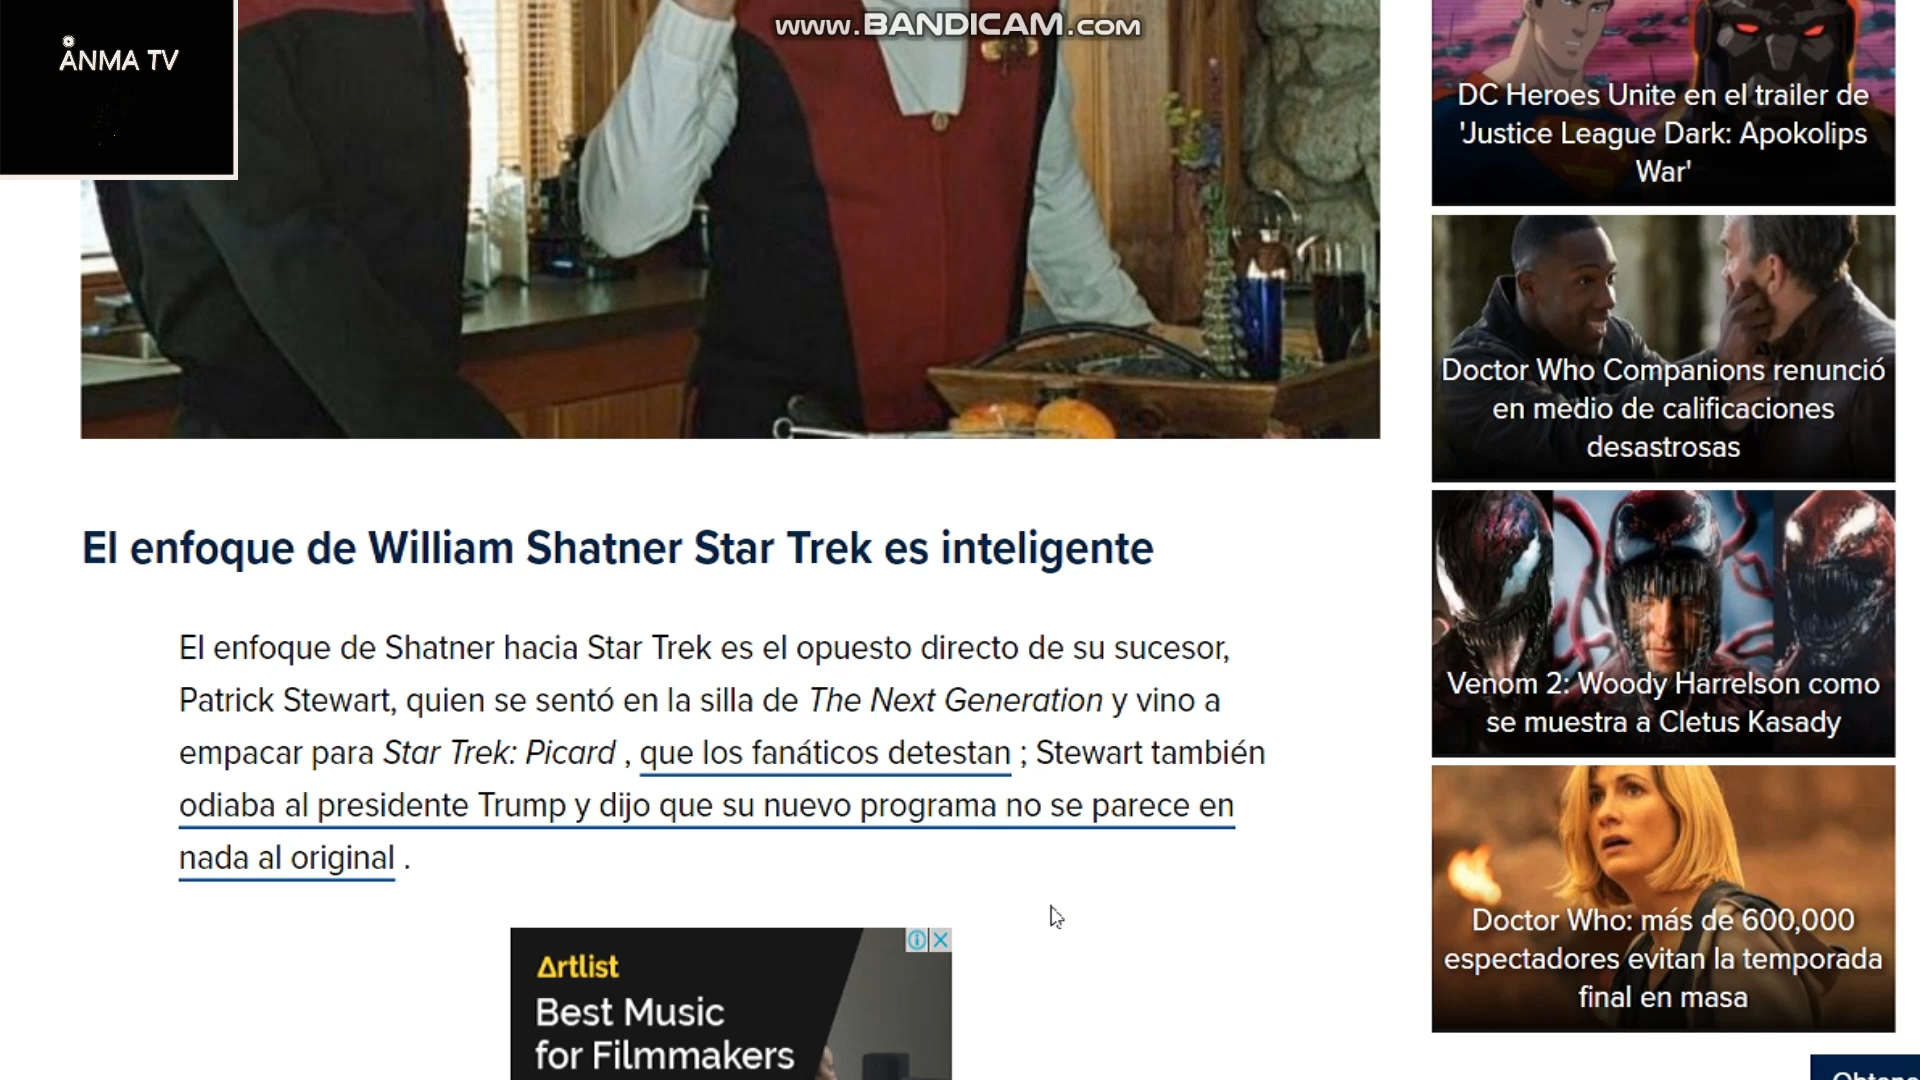 www.BANDICAM.com
ANMA TV
DC Heroes Unite en el trailer de
'Justice League Dark: Apokolips
War'
Doctor Who Companions renunció
en medio de calificaciones
desastrosas
Venom 2: Woody Harrelson como
se muestra a Cletus Kasady
Doctor Who: más de 600,000
espectadores evitan la temporada
final en masa
El enfoque de William Shatner Star Trek es inteligente
El enfoque de Shatner hacia Star Trek es el opuesto directo de su sucesor,
Patrick Stewart, quien se sentó en la silla de The Next Generation y vino a
empacar para Star Trek: Picard , que los fanáticos detestan ; Stewart también
odiaba al presidente Trump y dijo que su nuevo programa no se parece en
nada al original .
Artlist
Best Music
for Filmmakers